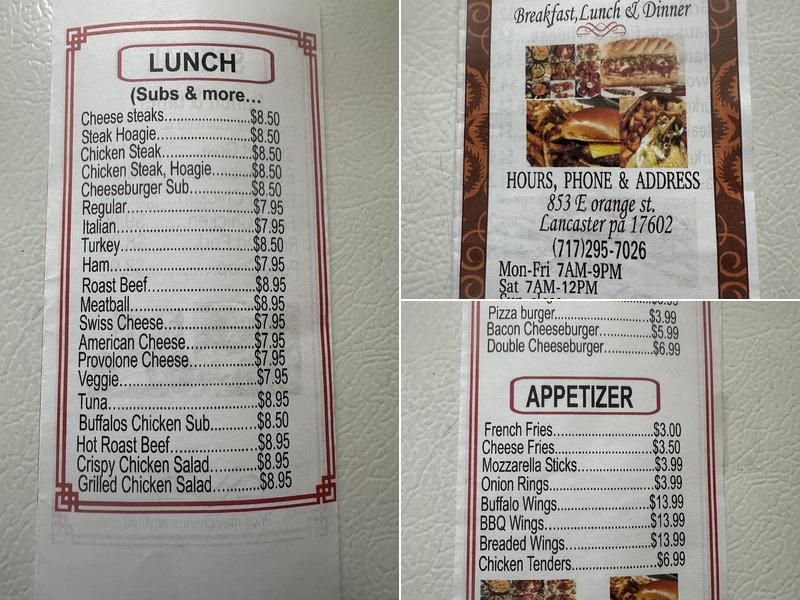 LUNCH
(Subs & more...
Cheese steaks..........................$8.50
Steak Hoagie............................$8.50
Chicken Steak...........................$8.50
Chicken Steak, Hoagie............$8.50
Cheeseburger Sub..................$8.50
Regular.....................................$7.95
Italian........................................$7.95
Turkey.......................................$8.50
Ham..........................................$7.95
Roast Beef...............................$8.95
Meatball...................................$8.95
Swiss Cheese..........................$7.95
American Cheese....................$7.95
Provolone Cheese...................$7.95
Veggie......................................$7.95
Tuna.........................................$8.95
Buffalos Chicken Sub..............$8.50
Hot Roast Beef........................$8.95
Crispy Chicken Salad..............$8.95
Grilled Chicken Salad..............$8.95
Breakfast, Lunch & Dinner
HOURS, PHONE & ADDRESS
853 E orange st,
Lancaster pa 17602
(717)295-7026
Mon-Fri 7AM-9PM
Sat 7AM-12PM
Pizza burger............................$3.99
Bacon Cheeseburger..............$5.99
Double Cheeseburger.............$6.99
APPETIZER
French Fries............................$3.00
Cheese Fries...........................$3.50
Mozzarella Sticks....................$3.99
Onion Rings............................$3.99
Buffalo Wings.........................$13.99
BBQ Wings.............................$13.99
Breaded Wings.......................$13.99
Chicken Tenders.....................$6.99